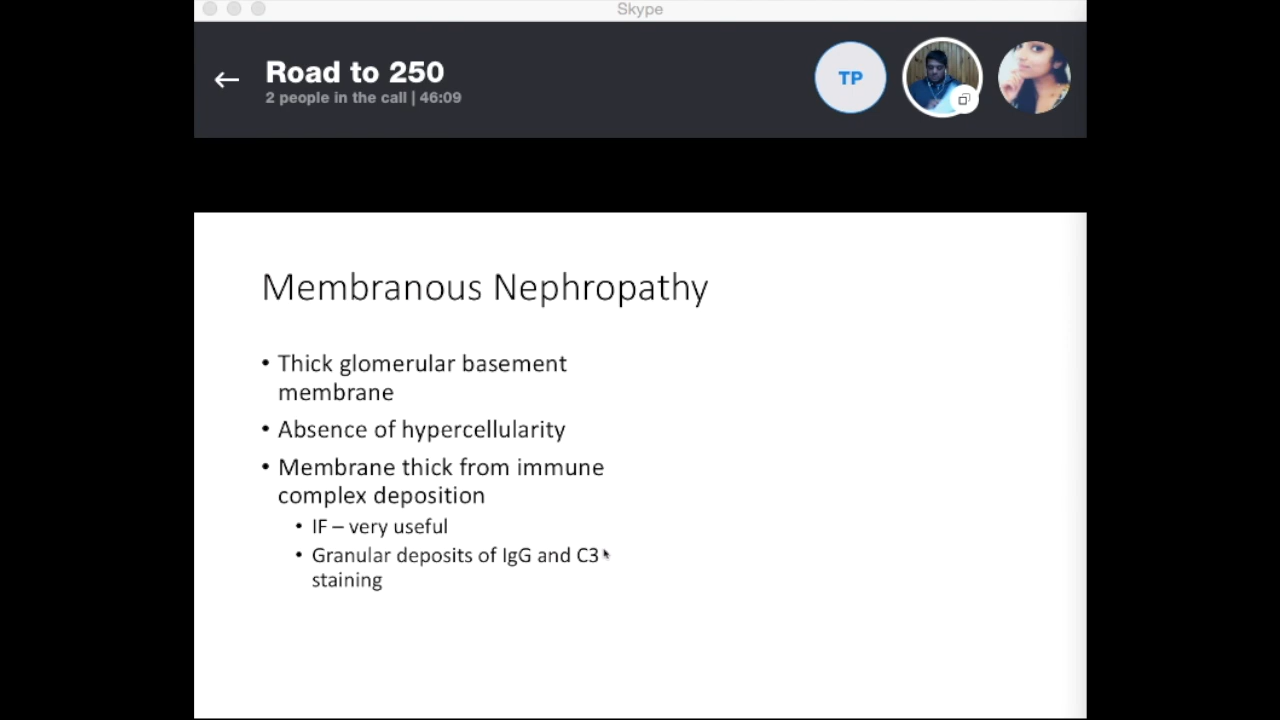 Skype
Road to 250
2 people in the call | 46:09
TP
Membranous Nephropathy
• Thick glomerular basement
membrane
• Absence of hypercellularity
• Membrane thick from immune
complex deposition
• IF – very useful
• Granular deposits of IgG and C3
staining